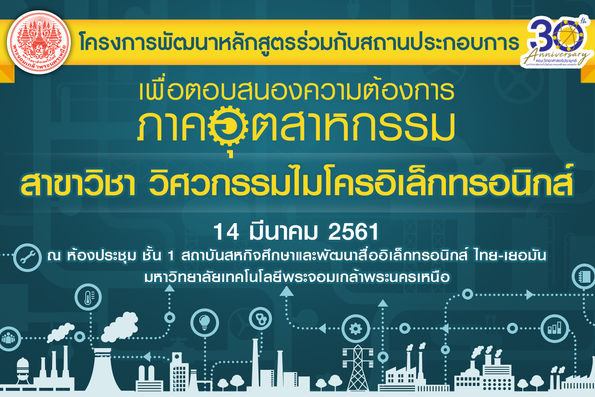 โครงการพัฒนาหลักสูตรร่วมกับสถานประกอบการ
30th
Anniversary
เพื่อตอบสนองความต้องการ
ภาคอุตสาหกรรม
สาขาวิชา วิศวกรรมไมโครอิเล็กทรอนิกส์
14 มีนาคม 2561
ณ ห้องประชุม ชั้น 1 สถาบันสหกิจศึกษาและพัฒนาสื่ออิเล็กทรอนิกส์ ไทย-เยอมัน
มหาวิทยาลัยเทคโนโลยีพระจอมเกล้าพระนครเหนือ